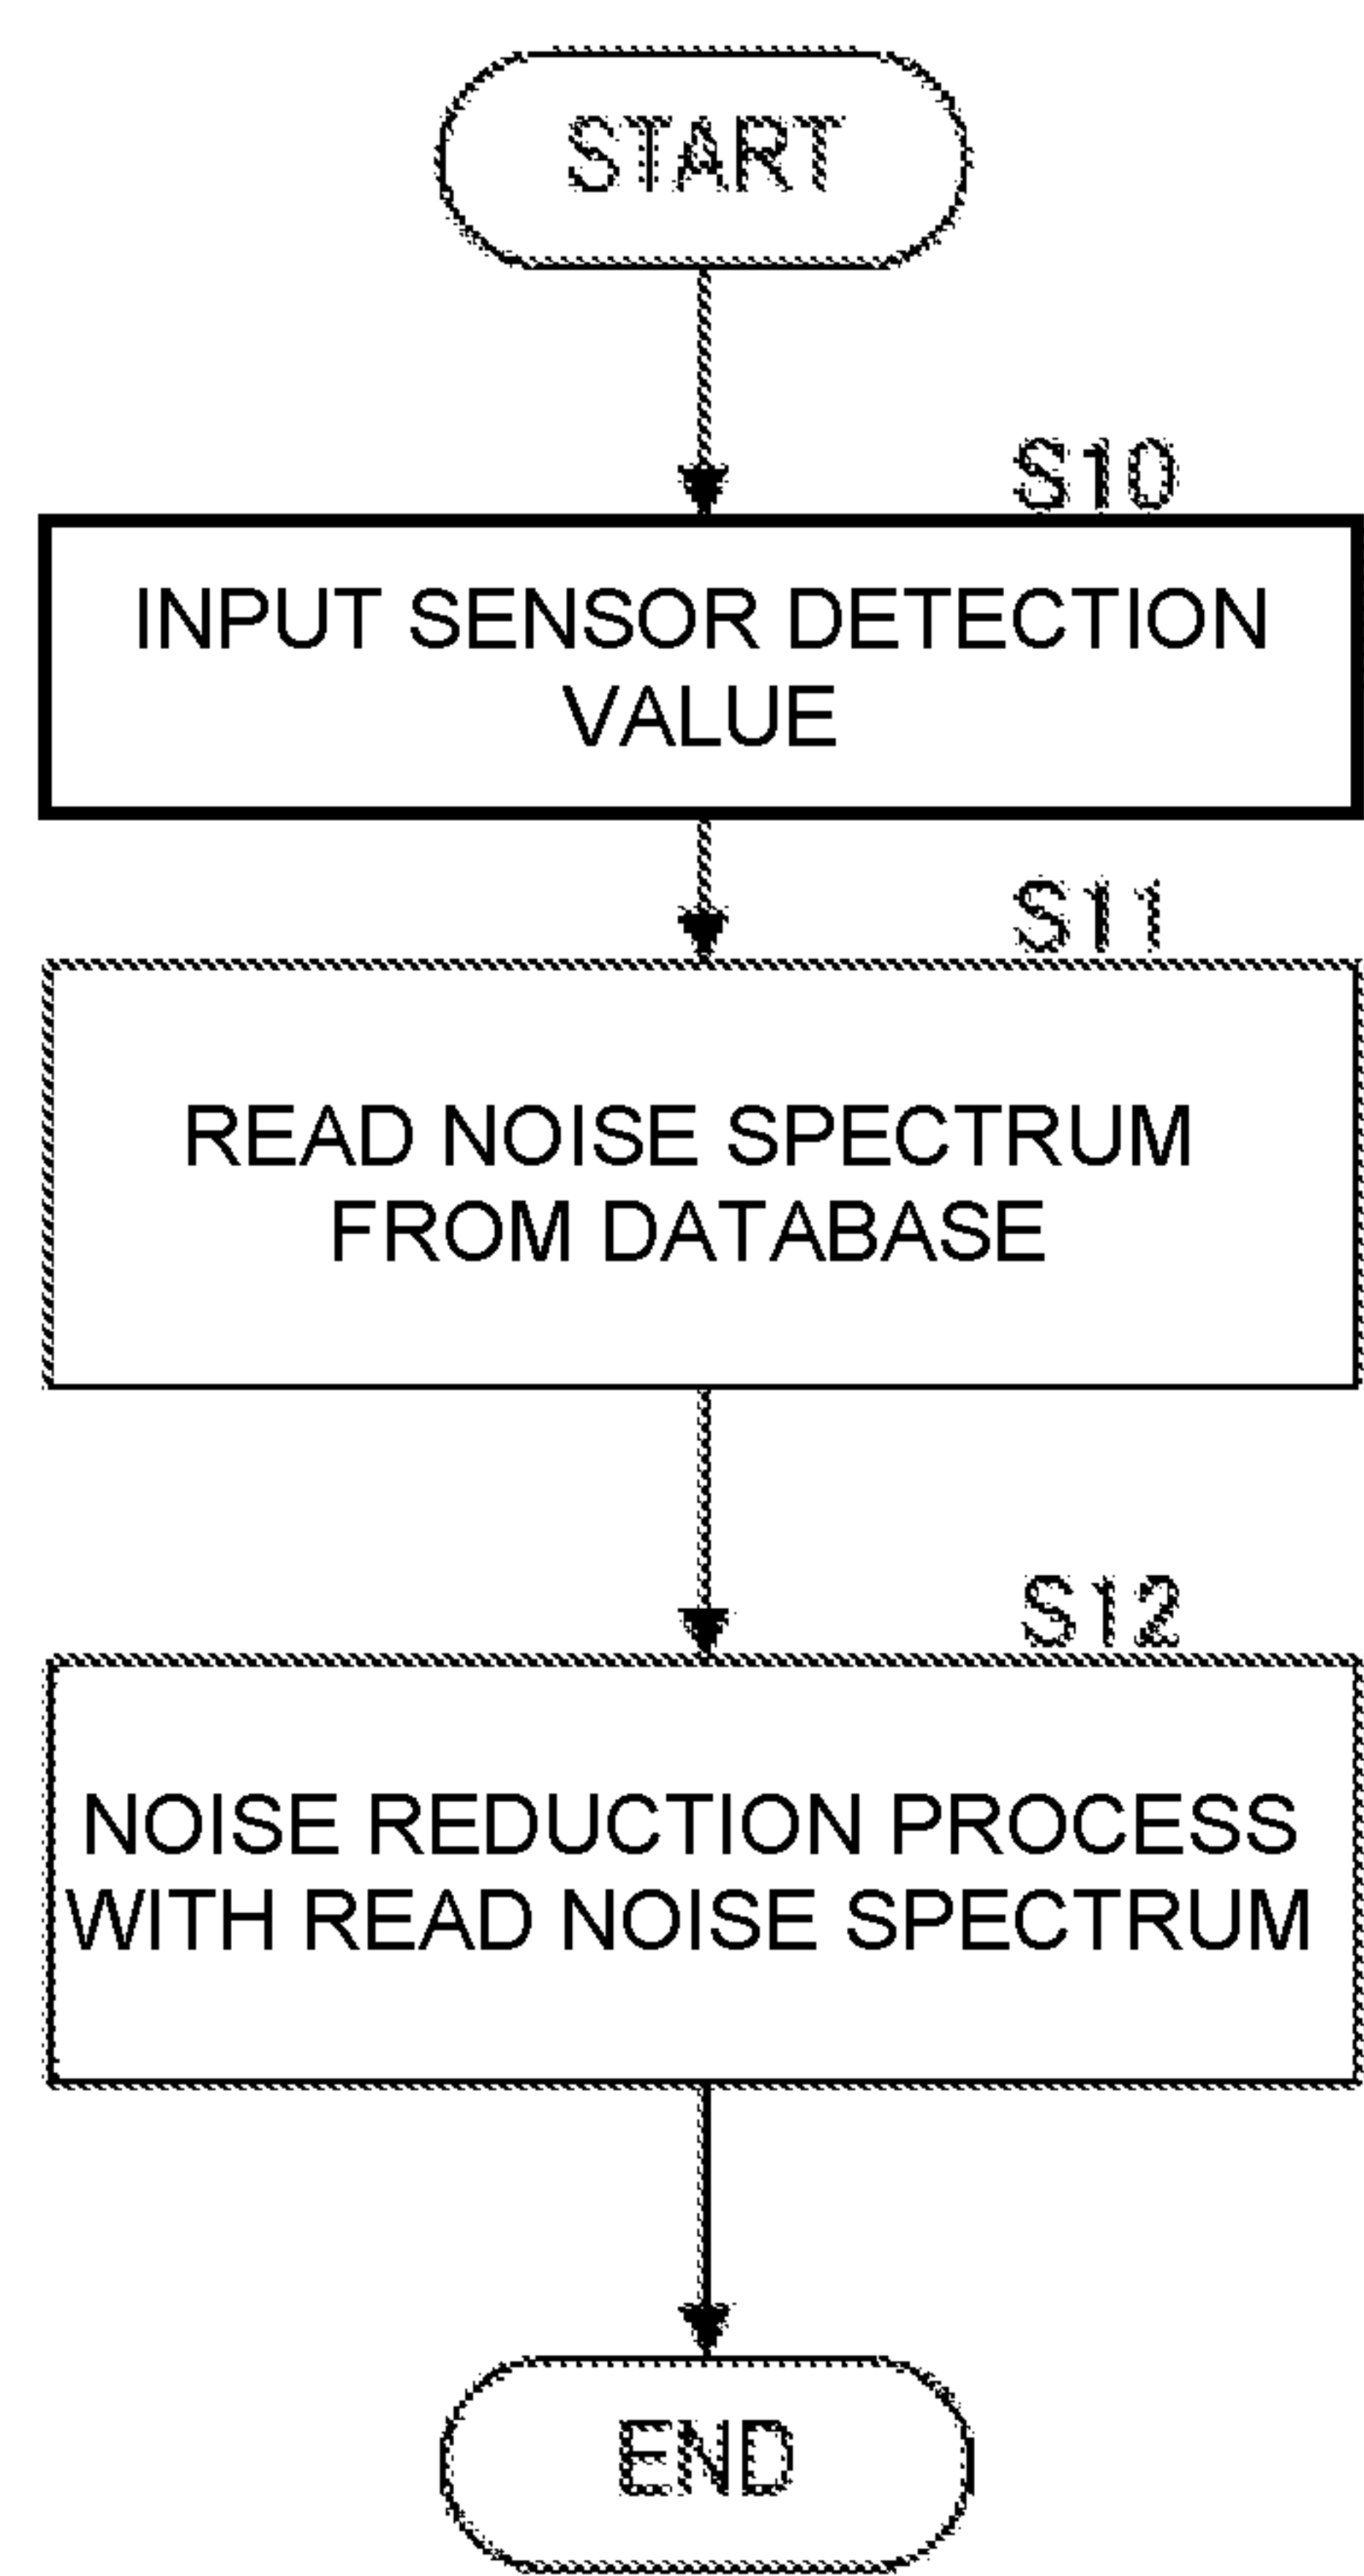 START
S10
INPUT SENSOR DETECTION
VALUE
S11
READ NOISE SPECTRUM
FROM DATABASE
S12
NOISE REDUCTION PROCESS
WITH READ NOISE SPECTRUM
END